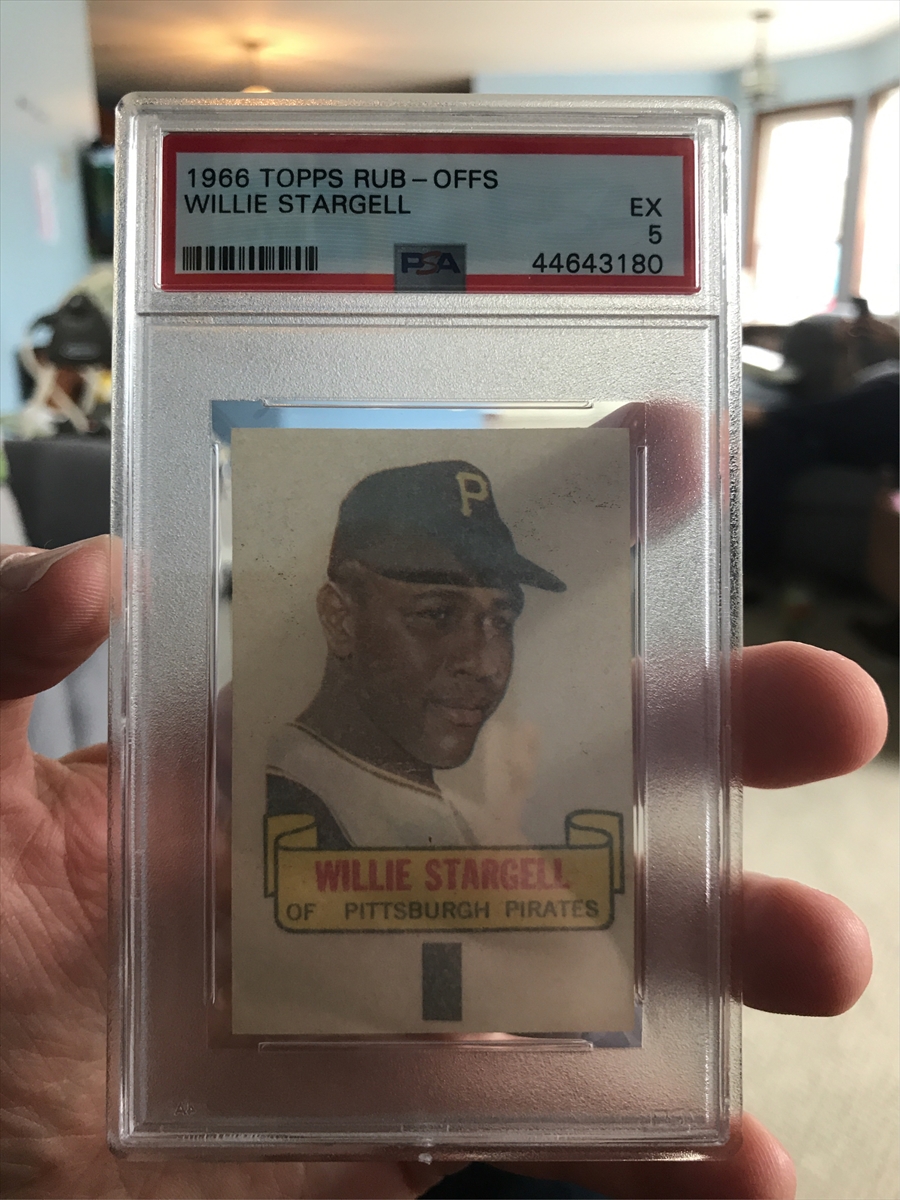 1966 TOPPS RUB-OFFS
WILLIE STARGELL
EX
5
PSA
44643180
P
WILLIE STARGELL
OF PITTSBURGH PIRATES